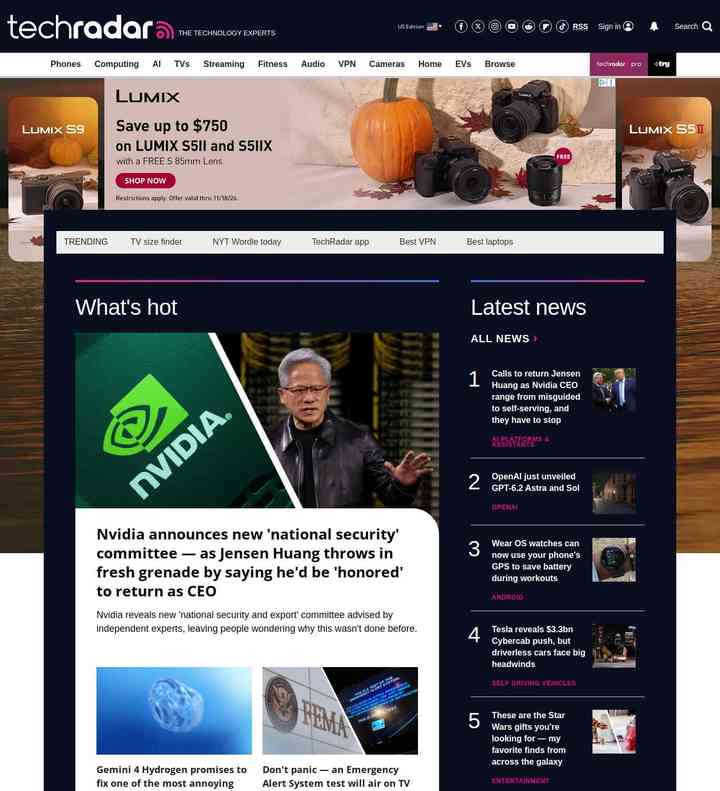 techradar
THE TECHNOLOGY EXPERTS
US Edition
RSS
Sign in
Search
Phones Computing AI TVs Streaming Fitness Audio VPN Cameras Home EVs Browse
techradar pro
try
LUMIX S9
LUMIX
Save up to $750
on LUMIX S5II and S5IIX
with a FREE S 85mm Lens
SHOP NOW
Restrictions apply. Offer valid thru 11/18/26.
FREE
LUMIX S5II
TRENDING
TV size finder
NYT Wordle today
TechRadar app
Best VPN
Best laptops
What's hot
NVIDIA
Nvidia announces new 'national security'
committee — as Jensen Huang throws in
fresh grenade by saying he'd be 'honored'
to return as CEO
Nvidia reveals new 'national security and export' committee advised by
independent experts, leaving people wondering why this wasn't done before.
FEMA
Gemini 4 Hydrogen promises to
fix one of the most annoying
Don't panic — an Emergency
Alert System test will air on TV
Latest news
ALL NEWS ›
1
Calls to return Jensen
Huang as Nvidia CEO
range from misguided
to self-serving, and
they have to stop
AI PLATFORMS &
ASSISTANTS
2
OpenAI just unveiled
GPT-6.2 Astra and Sol
OPENAI
3
Wear OS watches can
now use your phone's
GPS to save battery
during workouts
ANDROID
4
Tesla reveals $3.3bn
Cybercab push, but
driverless cars face big
headwinds
SELF DRIVING VEHICLES
5
These are the Star
Wars gifts you're
looking for — my
favorite finds from
across the galaxy
ENTERTAINMENT